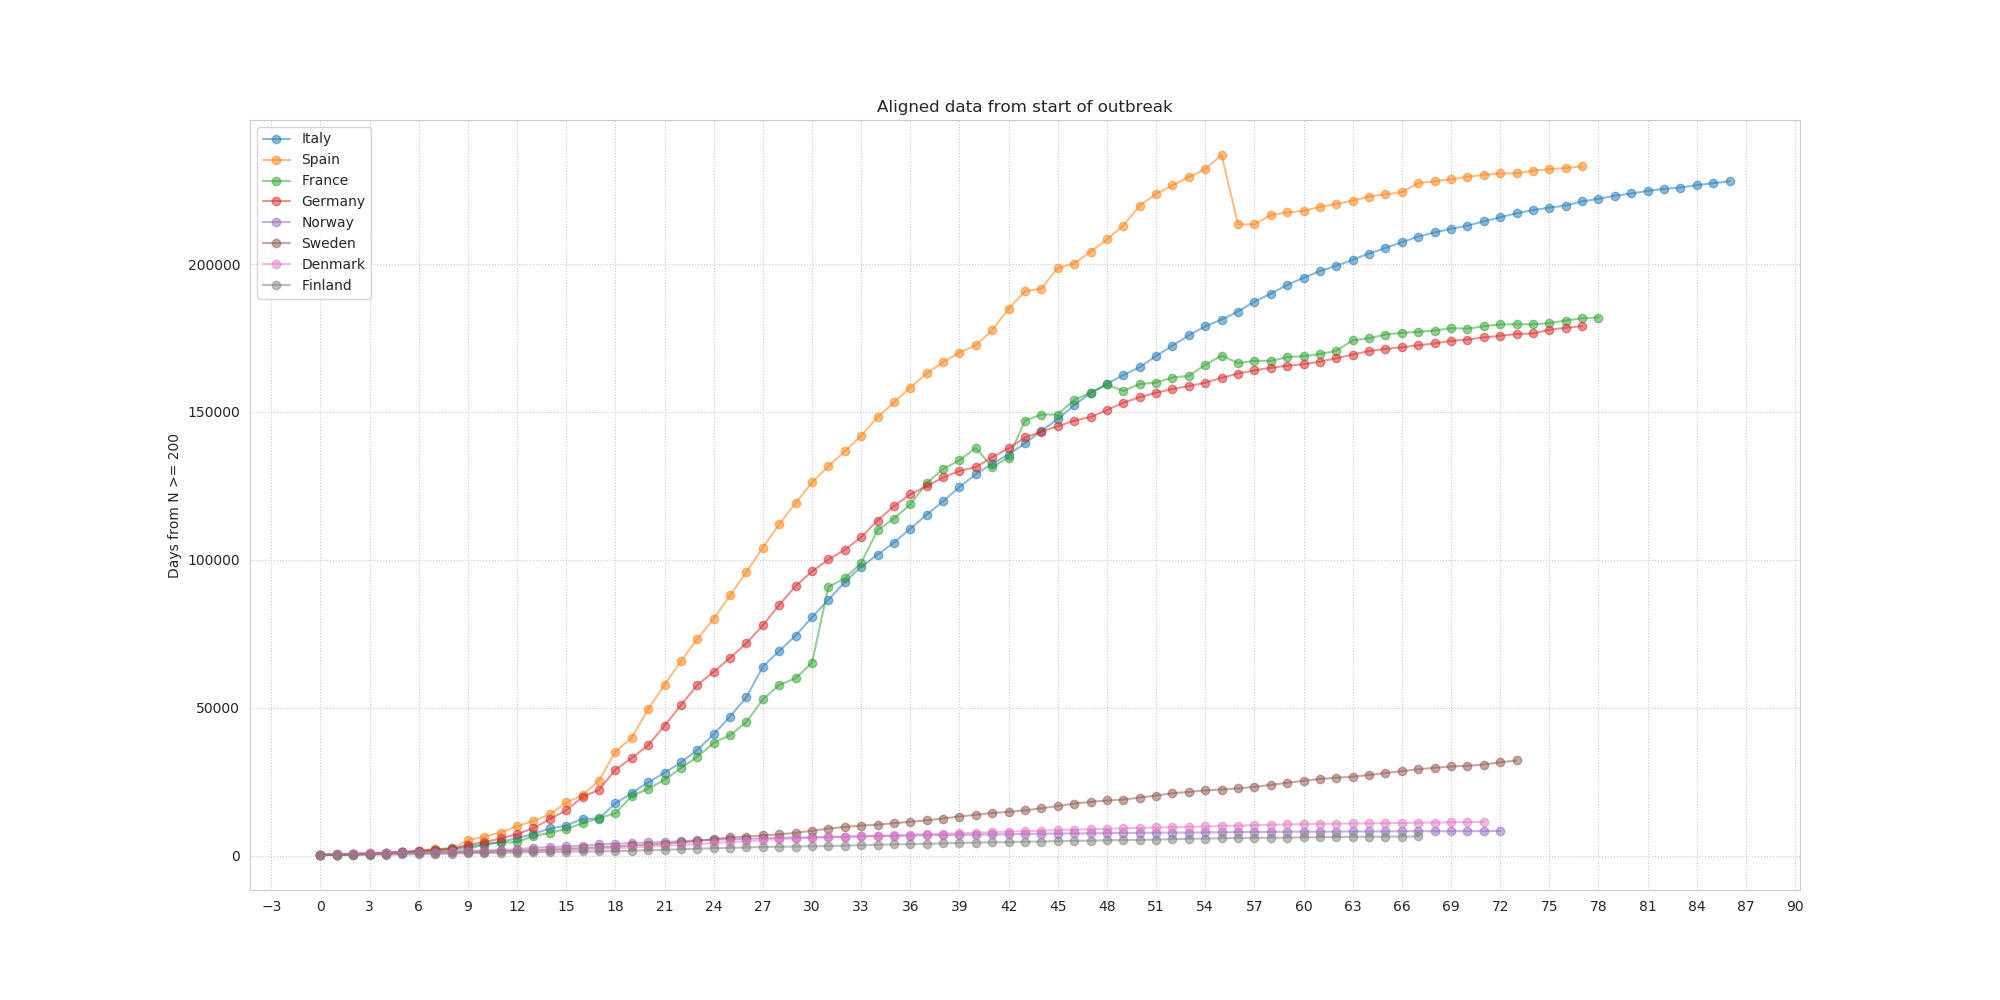 Aligned data from start of outbreak
Italy
Spain
France
Germany
Norway
Sweden
Denmark
Finland
Days from N >= 200
200000
150000
100000
50000
0
−3 0 3 6 9 12 15 18 21 24 27 30 33 36 39 42 45 48 51 54 57 60 63 66 69 72 75 78 81 84 87 90